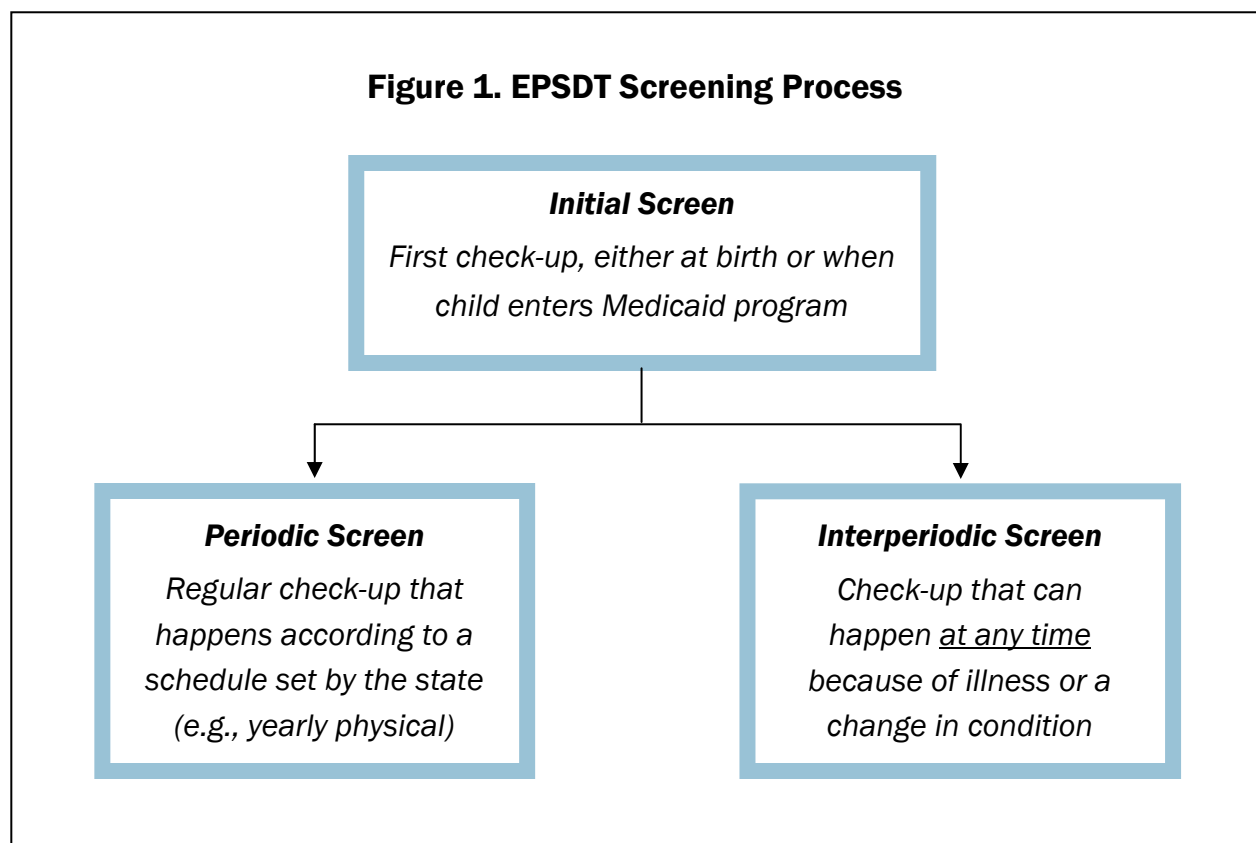 Figure 1. EPSDT Screening Process
Initial Screen
First check-up, either at birth or when
child enters Medicaid program
Periodic Screen
Regular check-up that
happens according to a
schedule set by the state
(e.g., yearly physical)
Interperiodic Screen
Check-up that can
happen at any time
because of illness or a
change in condition